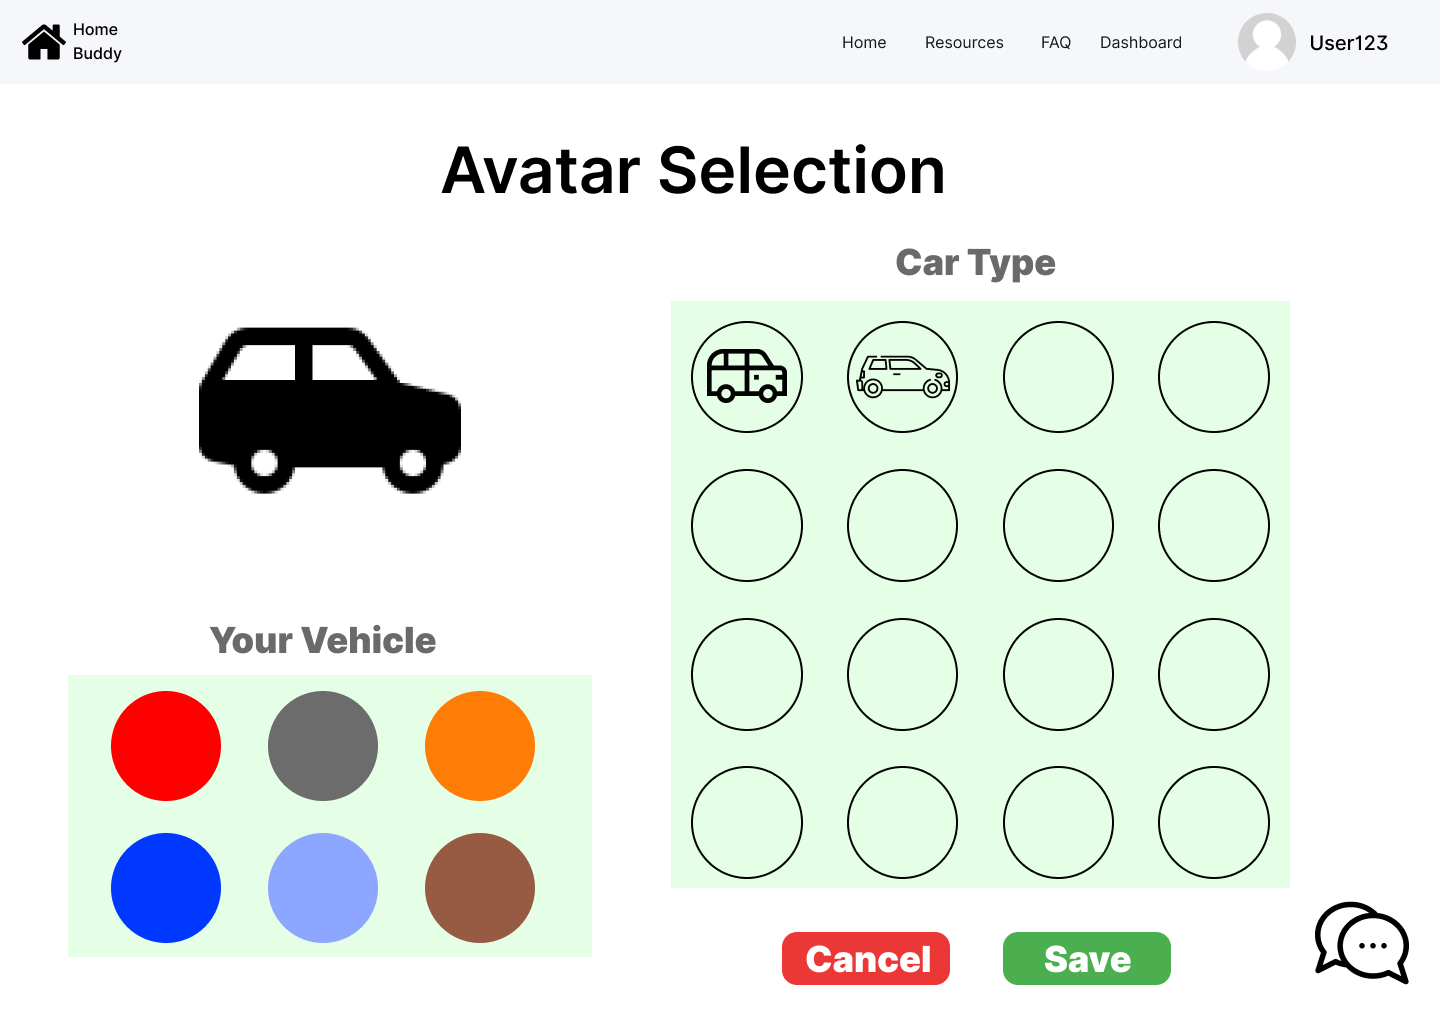 Home
Buddy
Home Resources FAQ Dashboard User123
Avatar Selection
Car Type
Your Vehicle
Cancel Save